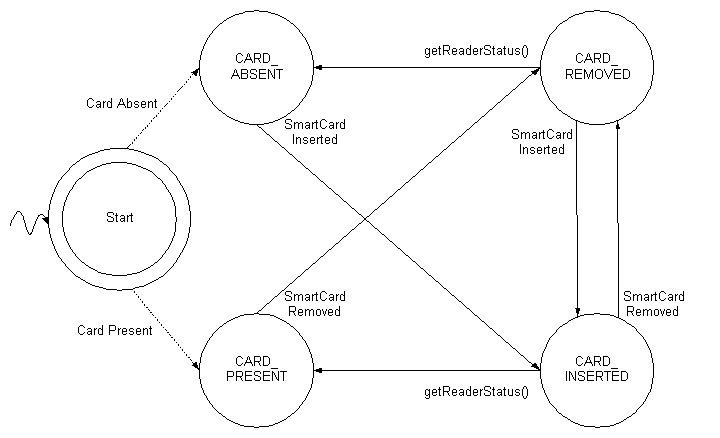 CARD_
ABSENT
getReaderStatus()
CARD_
REMOVED
Card Absent
SmartCard
Inserted
SmartCard
Inserted
Start
Card Present
SmartCard
Removed
SmartCard
Removed
CARD_
PRESENT
getReaderStatus()
CARD_
INSERTED